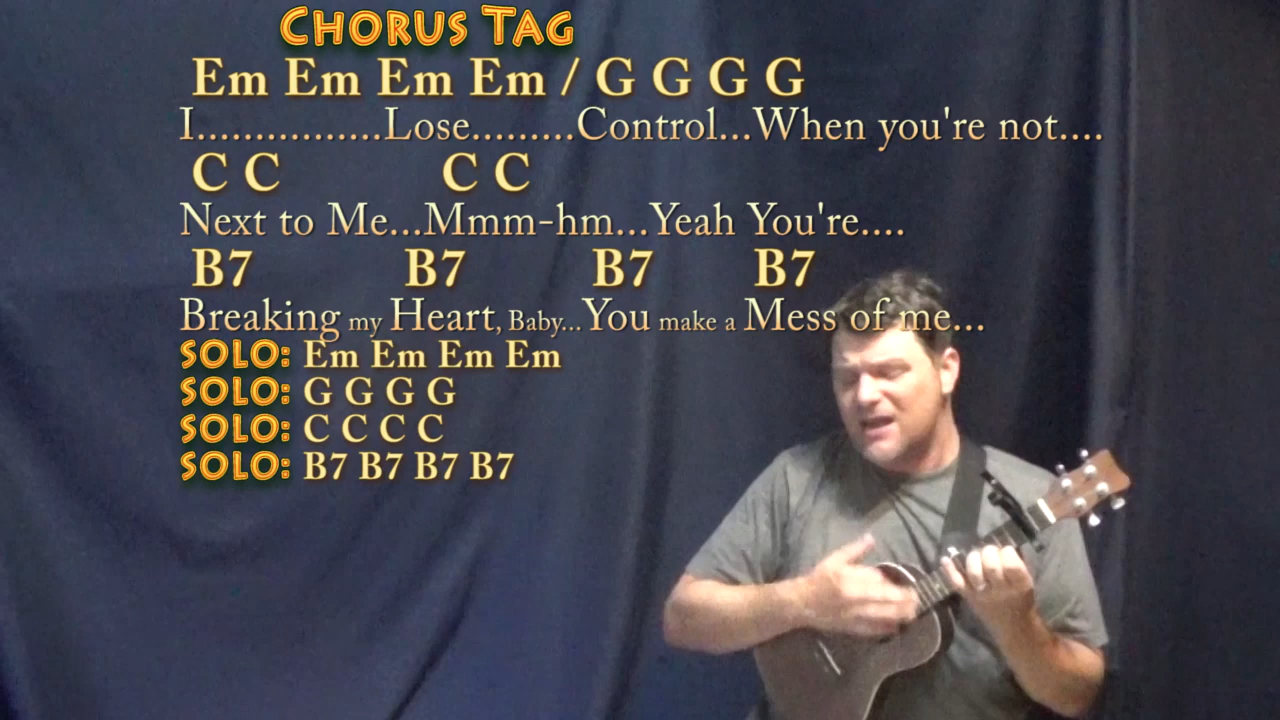 CHORUS TAG
Em Em Em Em / G G G G
I................Lose.........Control...When you're not....
C C C C
Next to Me...Mmm-hm...Yeah You're....
B7 B7 B7 B7
Breaking my Heart, Baby...You make a Mess of me...
SOLO: Em Em Em Em
SOLO: G G G G
SOLO: C C C C
SOLO: B7 B7 B7 B7